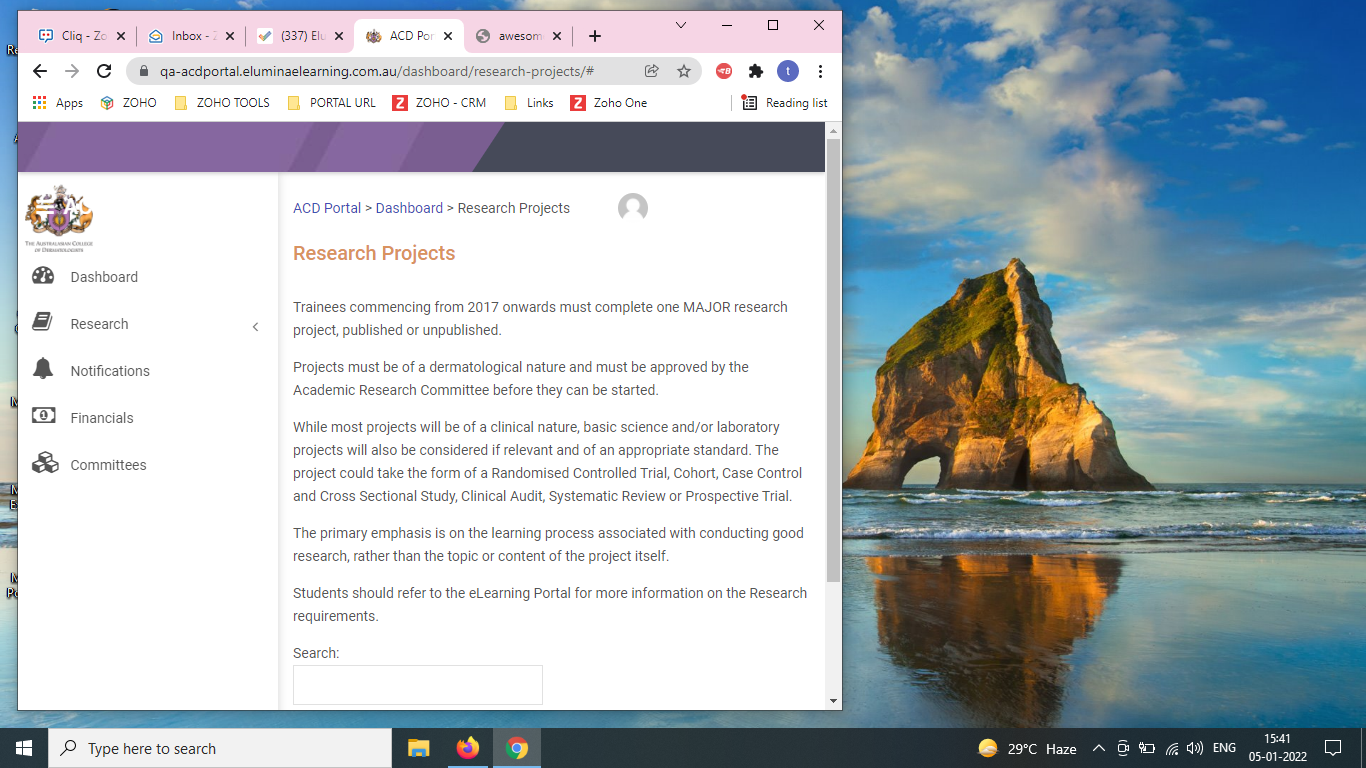 Cliq - Zo
Inbox - Z
(337) Elu
ACD Por
awesom
qa-acdportal.eluminaelearning.com.au/dashboard/research-projects/#
t
Apps
ZOHO
ZOHO TOOLS
PORTAL URL
ZOHO - CRM
Links
Zoho One
Reading list
THE AUSTRALASIAN COLLEGE
OF DERMATOLOGISTS
Dashboard
Research
Notifications
Financials
Committees
ACD Portal > Dashboard > Research Projects
Research Projects
Trainees commencing from 2017 onwards must complete one MAJOR research
project, published or unpublished.
Projects must be of a dermatological nature and must be approved by the
Academic Research Committee before they can be started.
While most projects will be of a clinical nature, basic science and/or laboratory
projects will also be considered if relevant and of an appropriate standard. The
project could take the form of a Randomised Controlled Trial, Cohort, Case Control
and Cross Sectional Study, Clinical Audit, Systematic Review or Prospective Trial.
The primary emphasis is on the learning process associated with conducting good
research, rather than the topic or content of the project itself.
Students should refer to the eLearning Portal for more information on the Research
requirements.
Search:
Type here to search
29°C Haze
ENG
15:41
05-01-2022